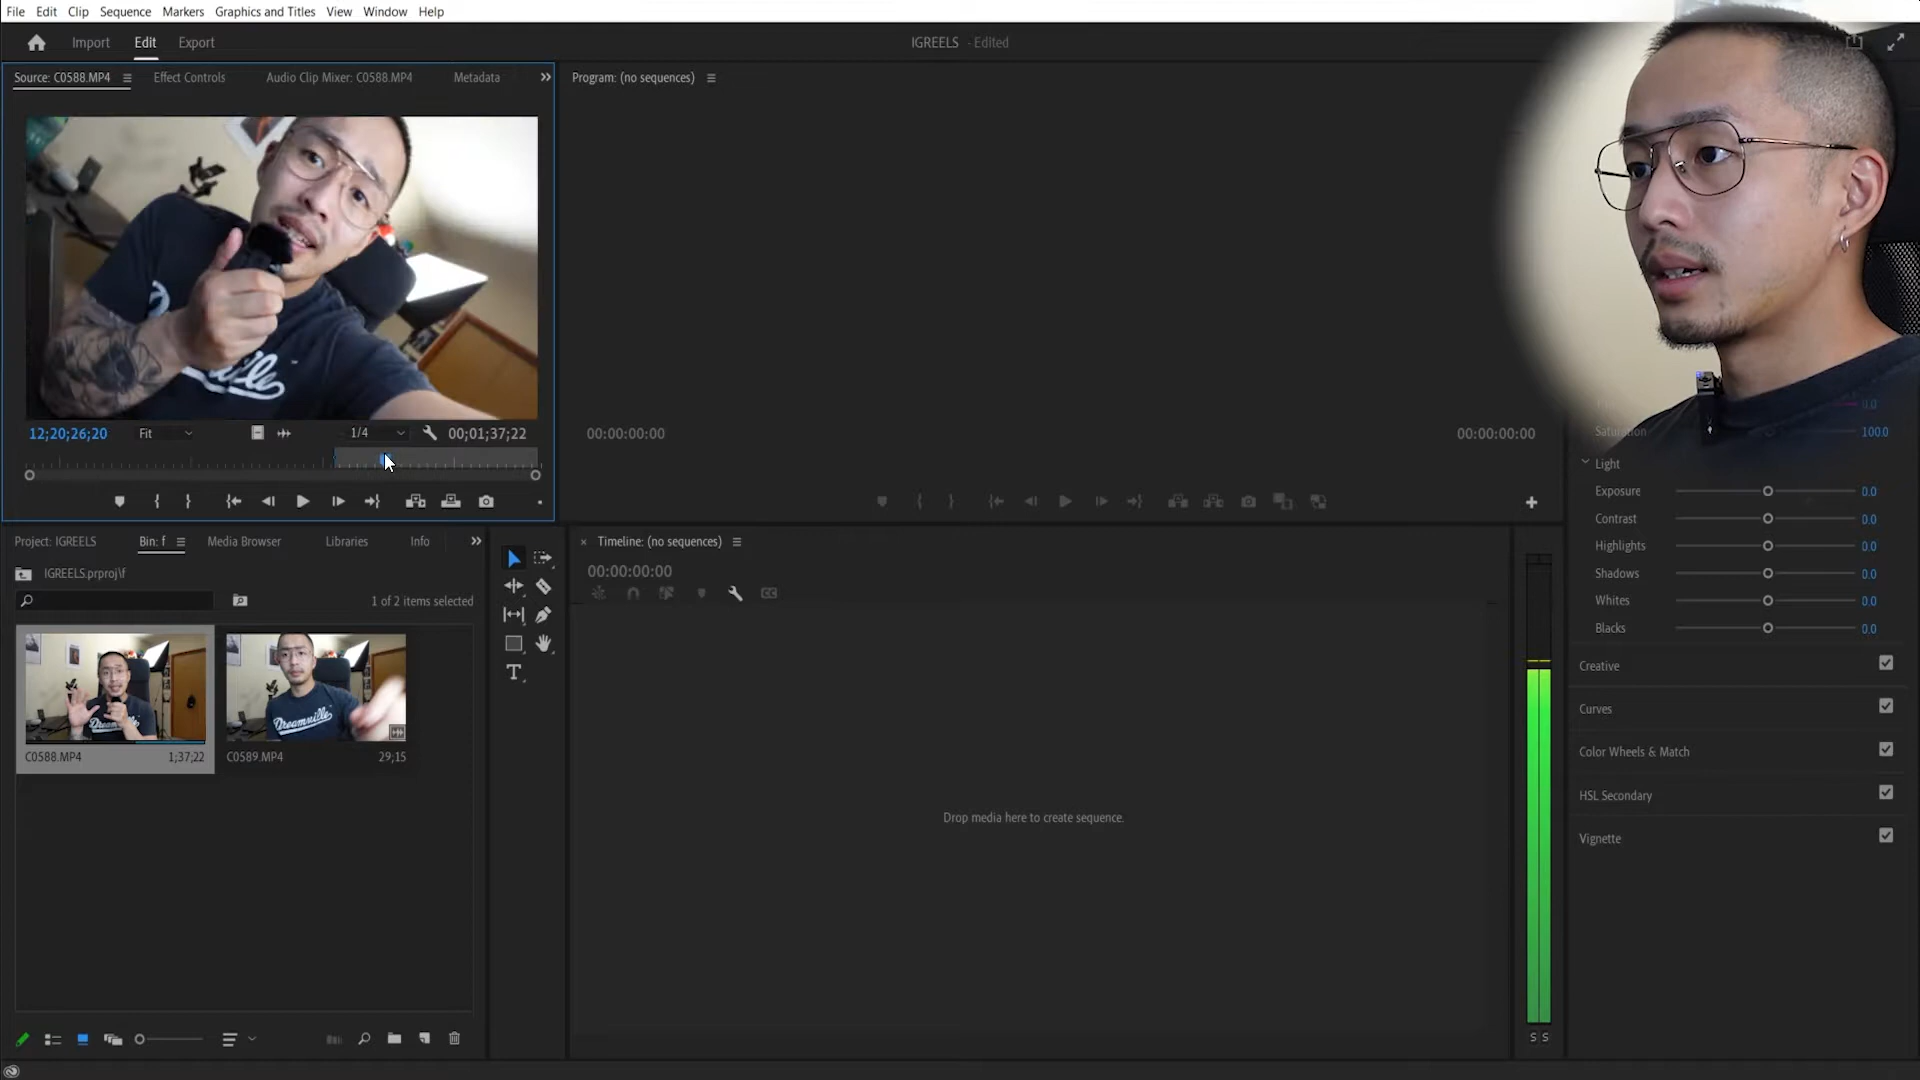 File Edit Clip Sequence Markers Graphics and Titles View Window Help
Import Edit Export IGREELS - Edited
Source: C0588.MP4 Effect Controls Audio Clip Mixer: C0588.MP4 Metadata
Program: (no sequences)
12;20;26;20 Fit 1/4 00;01;37;22
00:00:00:00 00:00:00:00
0.0
Saturation 100.0
Light
Exposure 0.0
Contrast 0.0
Highlights 0.0
Shadows 0.0
Whites 0.0
Blacks 0.0
Creative
Curves
Color Wheels & Match
HSL Secondary
Vignette
Project: IGREELS Bin: f Media Browser Libraries Info
IGREELS.prproj\f
1 of 2 items selected
Dreamville
C0588.MP4 1;37;22
C0589.MP4 29;15
Timeline: (no sequences)
00:00:00:00
CC
T
Drop media here to create sequence.
S S